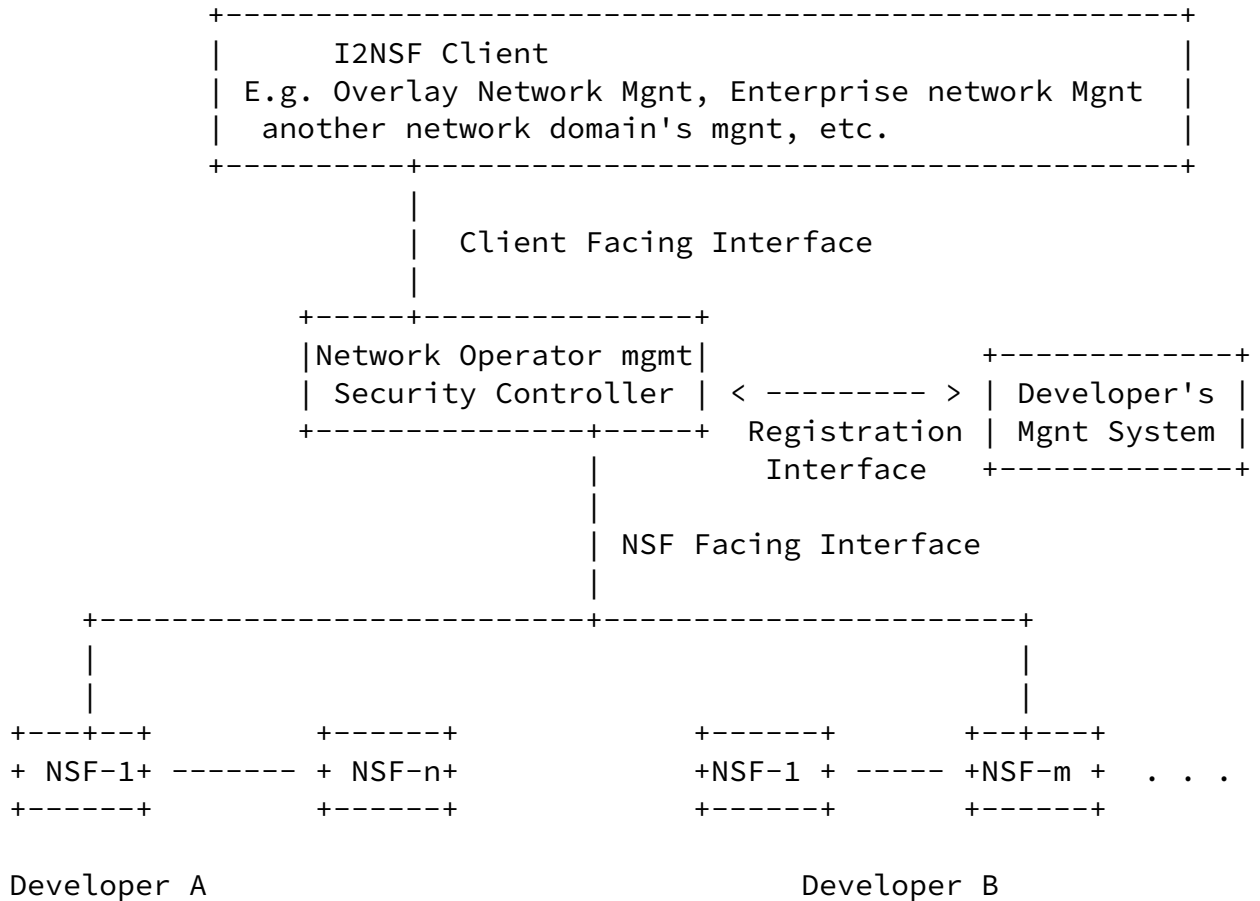 I2NSF Client
E.g. Overlay Network Mgnt, Enterprise network Mgnt
another network domain's mgnt, etc.
Client Facing Interface
Network Operator mgmt
Security Controller < --------- > Developer's
Registration Mgnt System
Interface
NSF Facing Interface
NSF-1 ------- NSF-n NSF-1 ----- NSF-m . . .
Developer A Developer B